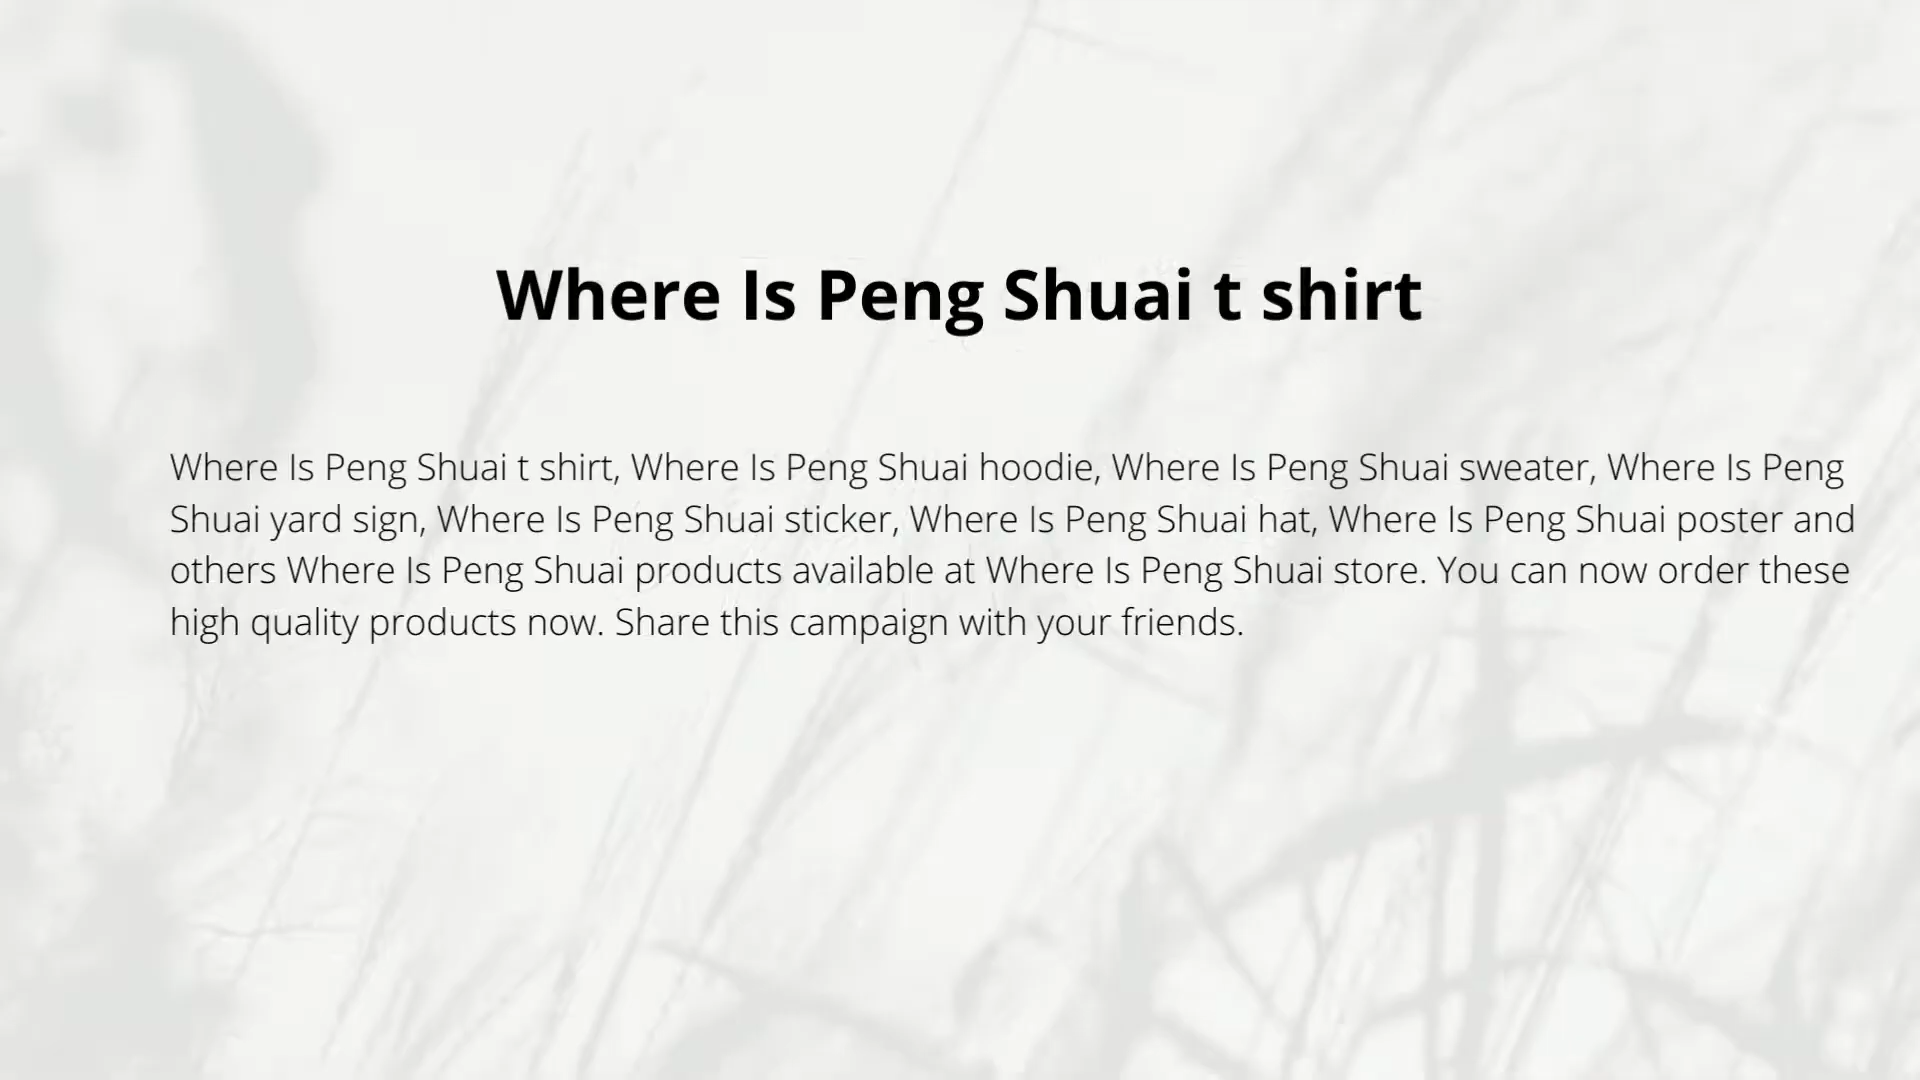 Where Is Peng Shuai t shirt
Where Is Peng Shuai t shirt, Where Is Peng Shuai hoodie, Where Is Peng Shuai sweater, Where Is Peng
Shuai yard sign, Where Is Peng Shuai sticker, Where Is Peng Shuai hat, Where Is Peng Shuai poster and
others Where Is Peng Shuai products available at Where Is Peng Shuai store. You can now order these
high quality products now. Share this campaign with your friends.